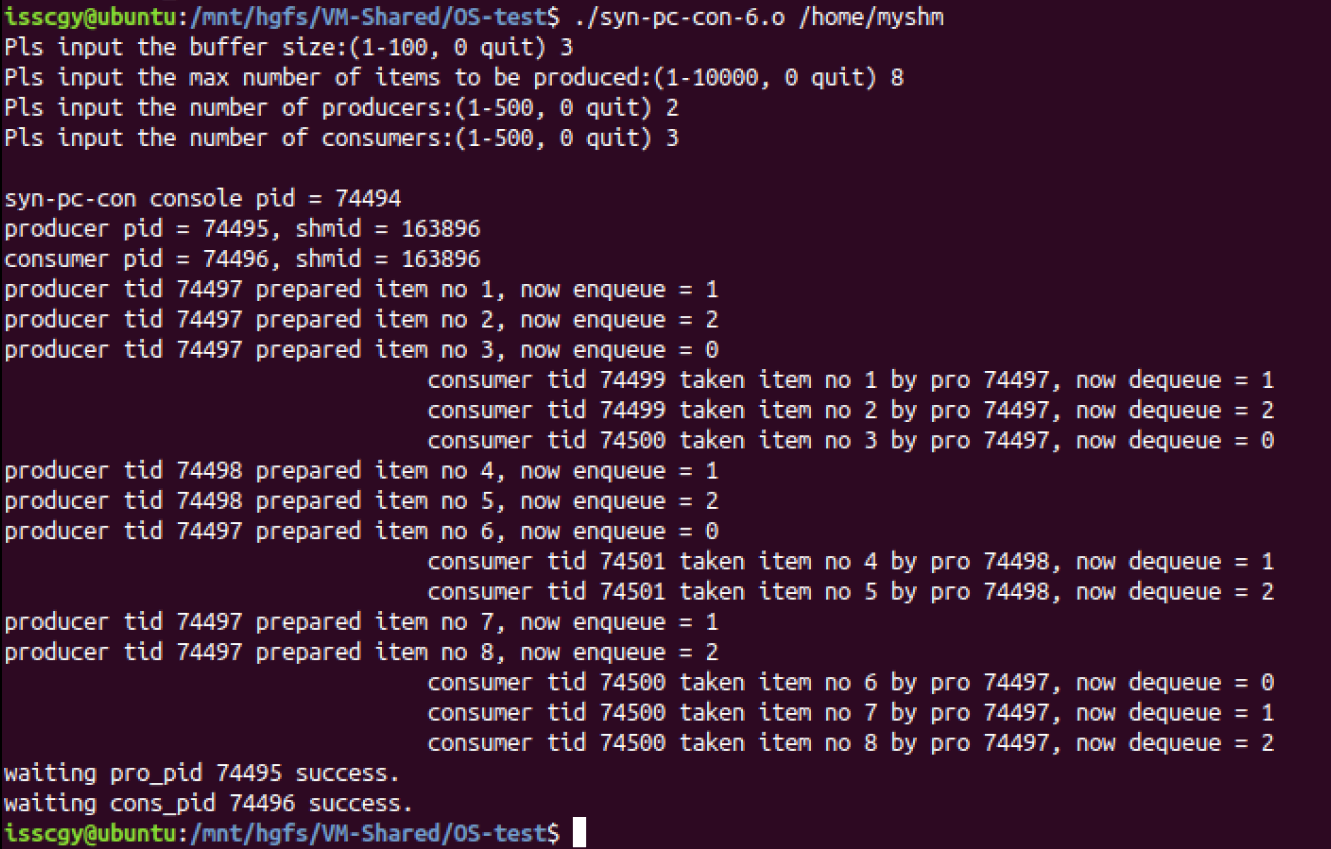 isscgy@ubuntu:/mnt/hgfs/VM-Shared/OS-test$ ./syn-pc-con-6.o /home/myshm
Pls input the buffer size:(1-100, 0 quit) 3
Pls input the max number of items to be produced:(1-10000, 0 quit) 8
Pls input the number of producers:(1-500, 0 quit) 2
Pls input the number of consumers:(1-500, 0 quit) 3
syn-pc-con console pid = 74494
producer pid = 74495, shmid = 163896
consumer pid = 74496, shmid = 163896
producer tid 74497 prepared item no 1, now enqueue = 1
producer tid 74497 prepared item no 2, now enqueue = 2
producer tid 74497 prepared item no 3, now enqueue = 0
consumer tid 74499 taken item no 1 by pro 74497, now dequeue = 1
consumer tid 74499 taken item no 2 by pro 74497, now dequeue = 2
consumer tid 74500 taken item no 3 by pro 74497, now dequeue = 0
producer tid 74498 prepared item no 4, now enqueue = 1
producer tid 74498 prepared item no 5, now enqueue = 2
producer tid 74497 prepared item no 6, now enqueue = 0
consumer tid 74501 taken item no 4 by pro 74498, now dequeue = 1
consumer tid 74501 taken item no 5 by pro 74498, now dequeue = 2
producer tid 74497 prepared item no 7, now enqueue = 1
producer tid 74497 prepared item no 8, now enqueue = 2
consumer tid 74500 taken item no 6 by pro 74497, now dequeue = 0
consumer tid 74500 taken item no 7 by pro 74497, now dequeue = 1
consumer tid 74500 taken item no 8 by pro 74497, now dequeue = 2
waiting pro_pid 74495 success.
waiting cons_pid 74496 success.
isscgy@ubuntu:/mnt/hgfs/VM-Shared/OS-test$